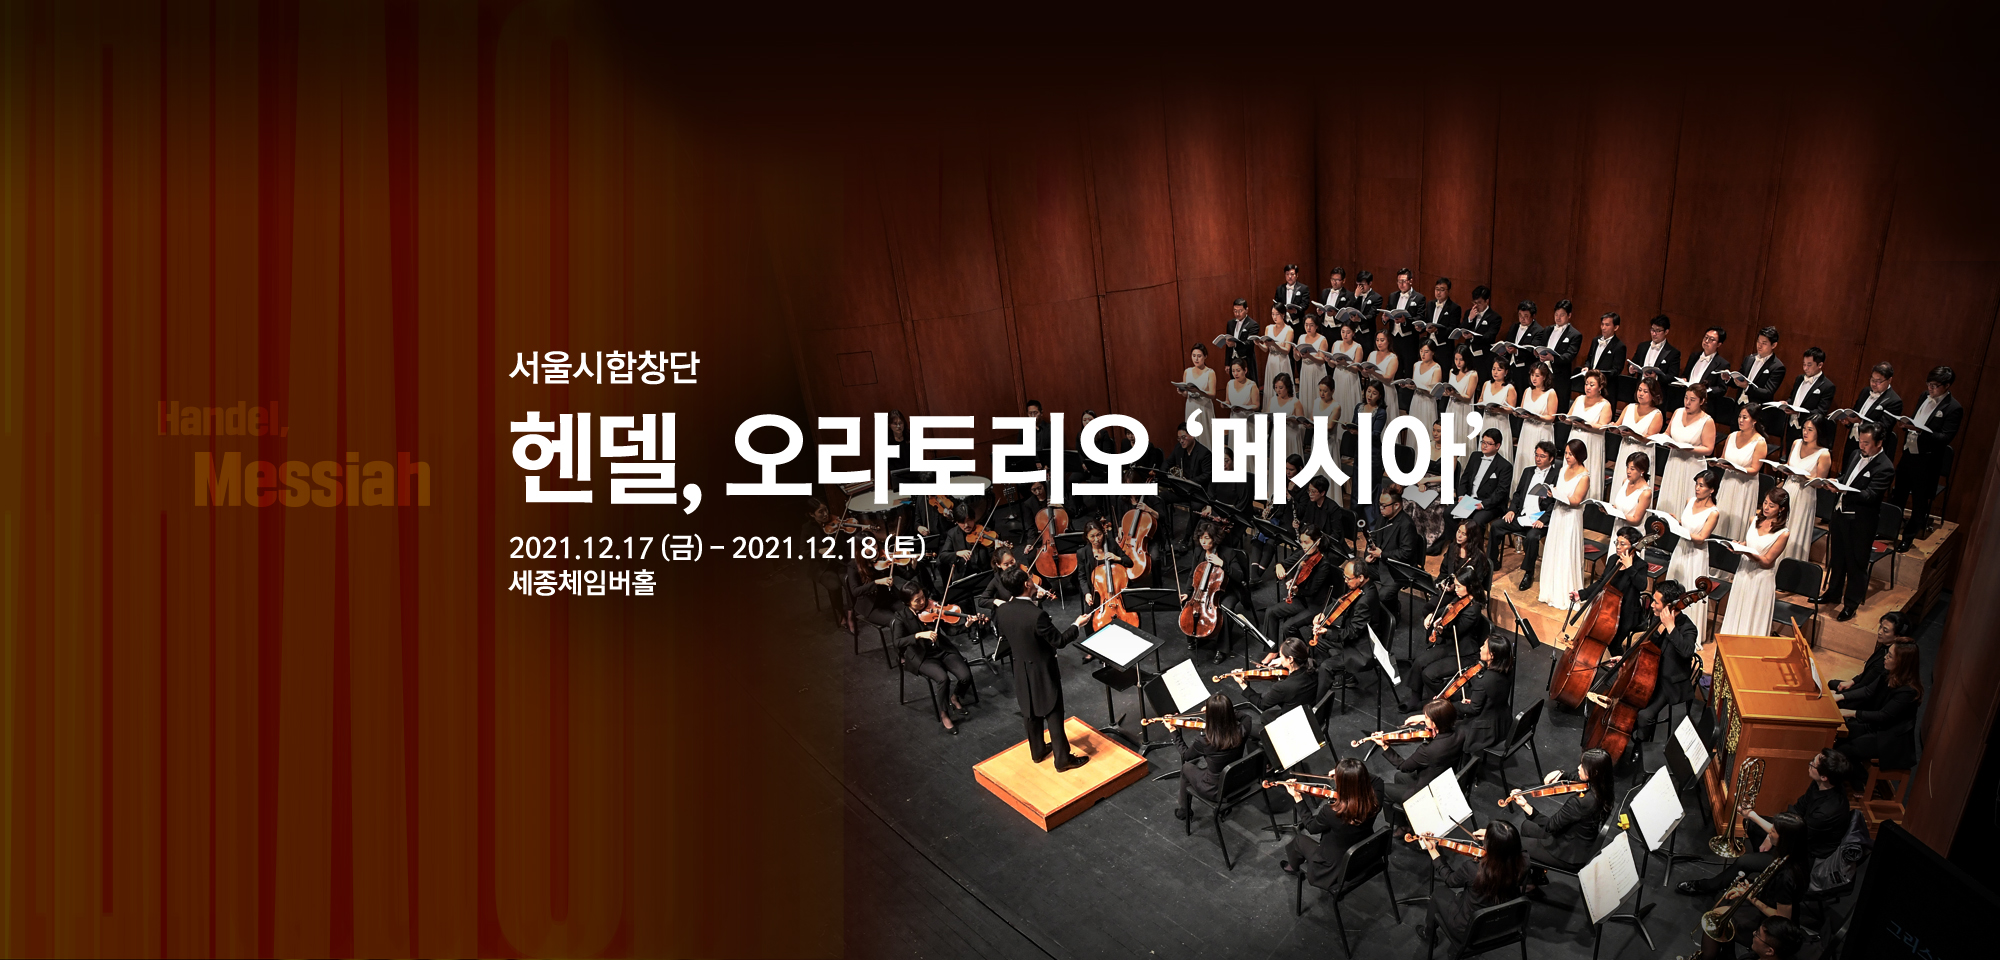 Handel,
Messiah
서울시합창단
헨델, 오라토리오 ‘메시아’
2021.12.17 (금) – 2021.12.18 (토)
세종체임버홀